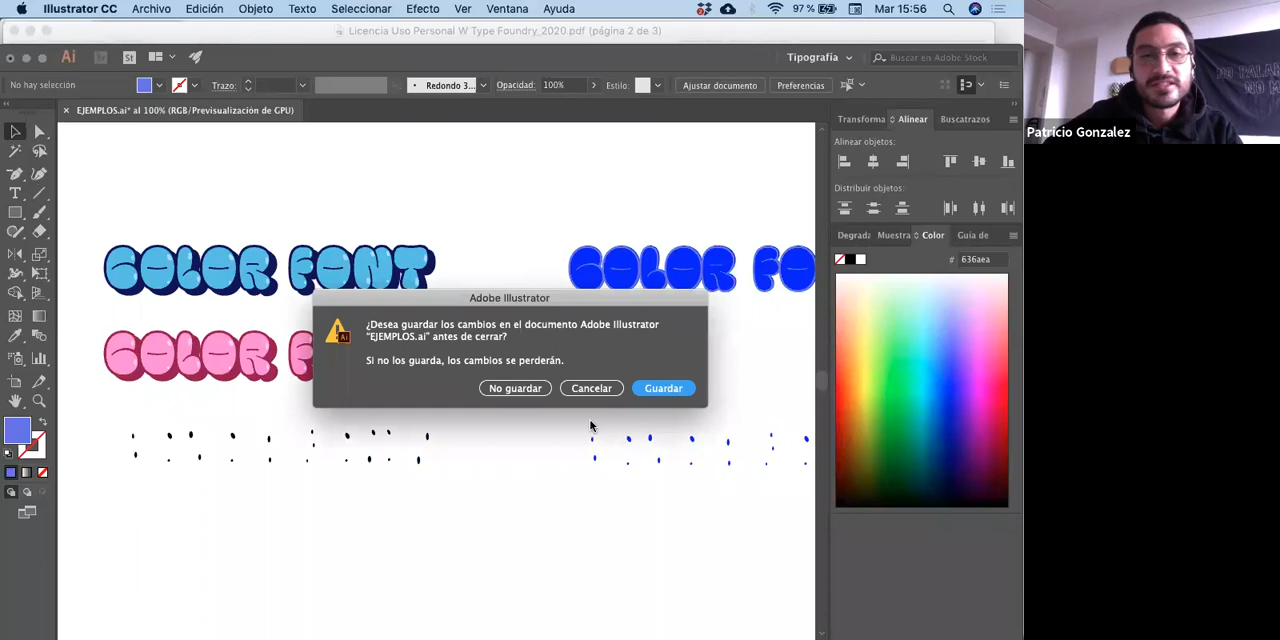 Illustrator CC Archivo Edición Objeto Texto Seleccionar Efecto Ver Ventana Ayuda 97 % Mar 15:56
Licencia Uso Personal W Type Foundry_2020.pdf (página 2 de 3)
Ai Br St Tipografía Buscar en Adobe Stock
No hay selección Trazo: Redondo 3... Opacidad: 100% Estilo: Ajustar documento Preferencias
EJEMPLOS.ai* al 100% (RGB/Previsualización de GPU)
Transforma Alinear Buscatrazos
Alinear objetos:
Distribuir objetos:
Degrada Muestra Color Guía de
# 636aea
COLOR FONT
COLOR FO
COLOR F
Adobe Illustrator
¿Desea guardar los cambios en el documento Adobe Illustrator
"EJEMPLOS.ai" antes de cerrar?
Si no los guarda, los cambios se perderán.
No guardar Cancelar Guardar
Patricio Gonzalez